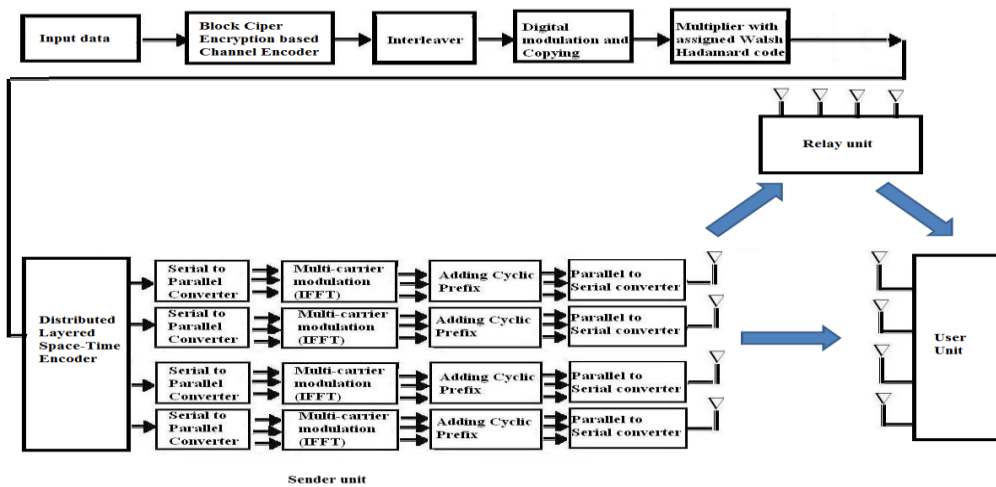 Input data
Block Ciper
Encryption based
Channel Encoder
Interleaver
Digital
modulation and
Copying
Multiplier with
assigned Walsh
Hadamard code
Relay unit
Distributed
Layered
Space-Time
Encoder
Serial to
Parallel
Converter
Multi-carrier
modulation
(IFFT)
Adding Cyclic
Prefix
Parallel to
Serial converter
Serial to
Parallel
Converter
Multi-carrier
modulation
(IFFT)
Adding Cyclic
Prefix
Parallel to
Serial converter
Serial to
Parallel
Converter
Multi-carrier
modulation
(IFFT)
Adding Cyclic
Prefix
Parallel to
Serial converter
Serial to
Parallel
Converter
Multi-carrier
modulation
(IFFT)
Adding Cyclic
Prefix
Parallel to
Serial converter
User
Unit
Sender unit